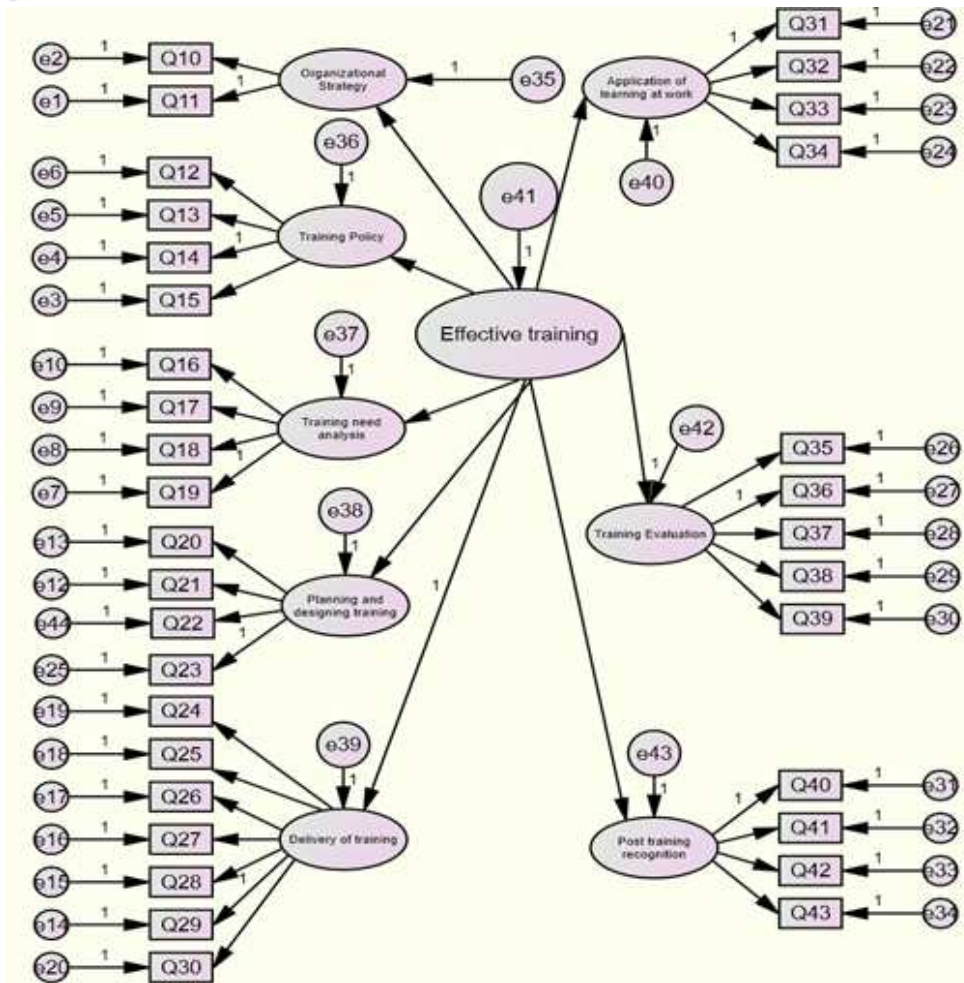 e2 1 Q10
e1 1 Q11
Organizational
Strategy
1 e35
e36
1
e6 1 Q12
e5 1 Q13
e4 1 Q14 1
e3 1 Q15
Training Policy
e41
1
Effective training
e37
1
e10 1 Q16
e9 1 Q17
e8 1 Q18
e7 1 Q19
1
Training need
analysis
e38
1
e13 1 Q20
e12 1 Q21
e44 1 Q22
e25 1 Q23
1
Planning and
designing training
1
e39
1
e19 1 Q24
e18 1 Q25
e17 1 Q26
e16 1 Q27
e15 1 Q28
e14 1 Q29
e20 1 Q30
1
Delivery of training
Application of
learning at work
1
e40
1 Q31 1 e21
Q32 1 e22
Q33 1 e23
Q34 1 e24
e42
1
Training Evaluation
Q35 1 e26
1 Q36 1 e27
Q37 1 e28
Q38 1 e29
Q39 1 e30
e43
1
Post training
recognition
1 Q40 1 e31
Q41 1 e32
Q42 1 e33
Q43 1 e34